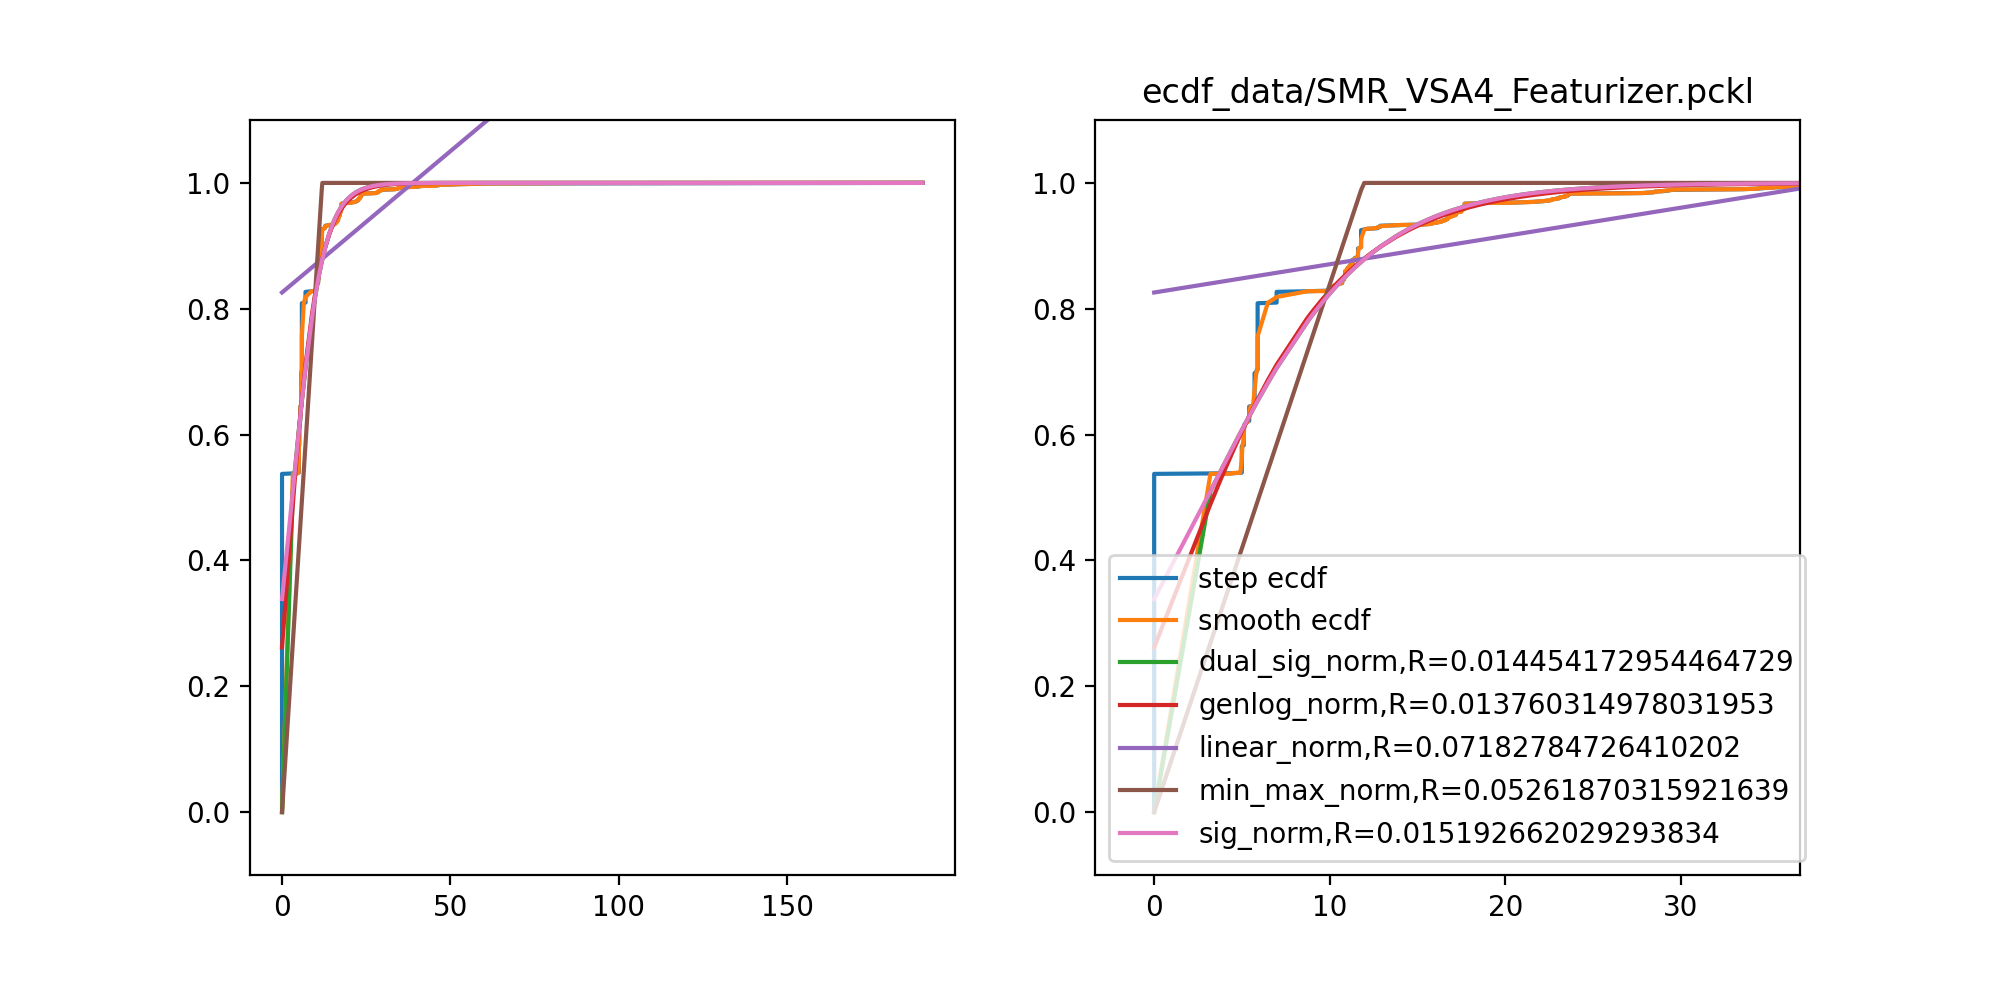 ecdf_data/SMR_VSA4_Featurizer.pckl
1.0
0.8
0.6
0.4
0.2
0.0
0
50
100
150
1.0
0.8
0.6
0.4
0.2
0.0
step ecdf
smooth ecdf
dual_sig_norm,R=0.014454172954464729
genlog_norm,R=0.013760314978031953
linear_norm,R=0.07182784726410202
min_max_norm,R=0.05261870315921639
sig_norm,R=0.015192662029293834
0
10
20
30